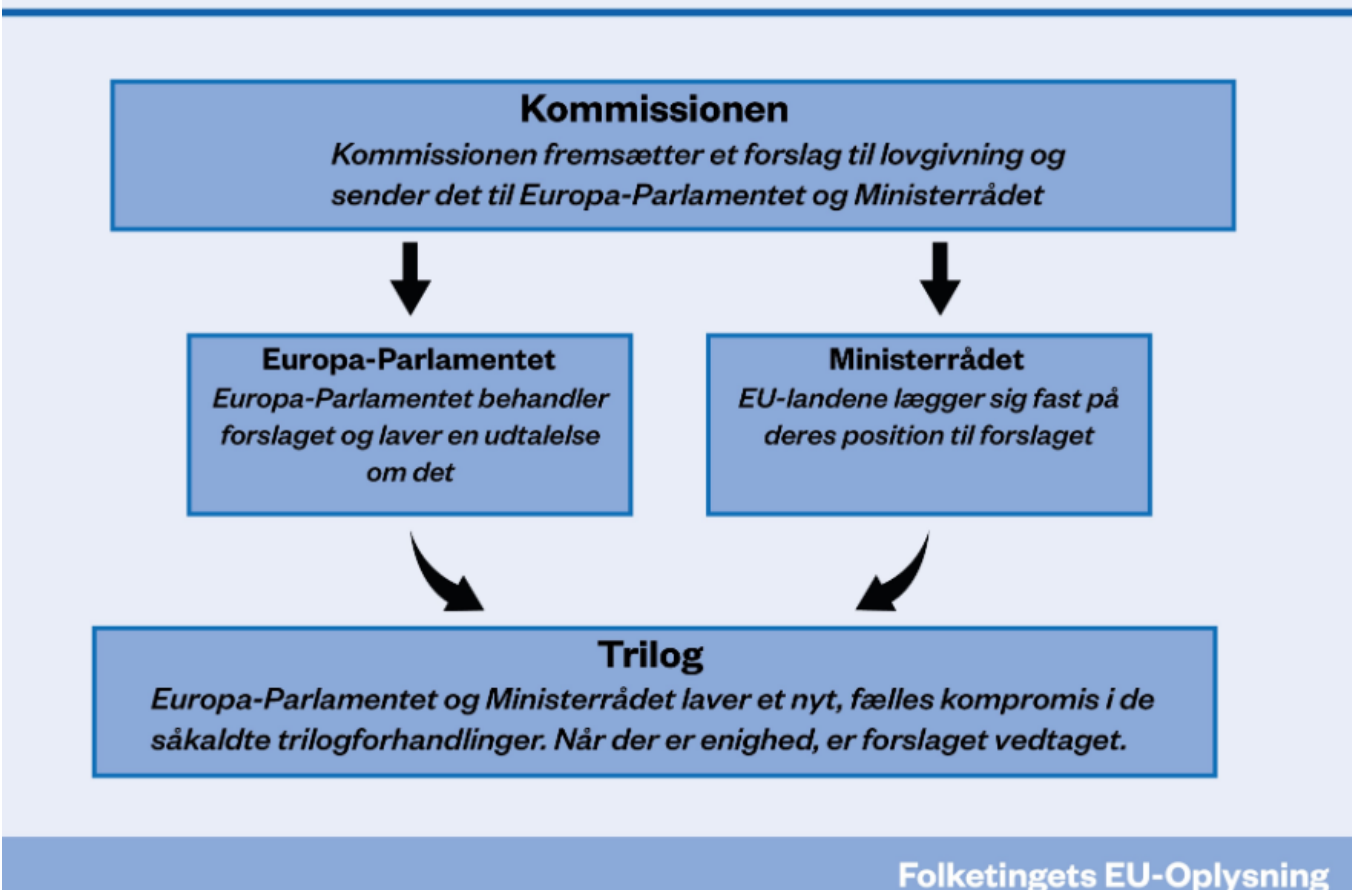 Kommissionen
Kommissionen fremsætter et forslag til lovgivning og
sender det til Europa-Parlamentet og Ministerrådet
Europa-Parlamentet
Europa-Parlamentet behandler
forslaget og laver en udtalelse
om det
Ministerrådet
EU-landene lægger sig fast på
deres position til forslaget
Trilog
Europa-Parlamentet og Ministerrådet laver et nyt, fælles kompromis i de
såkaldte trilogforhandlinger. Når der er enighed, er forslaget vedtaget.
Folketingets EU-Oplysning